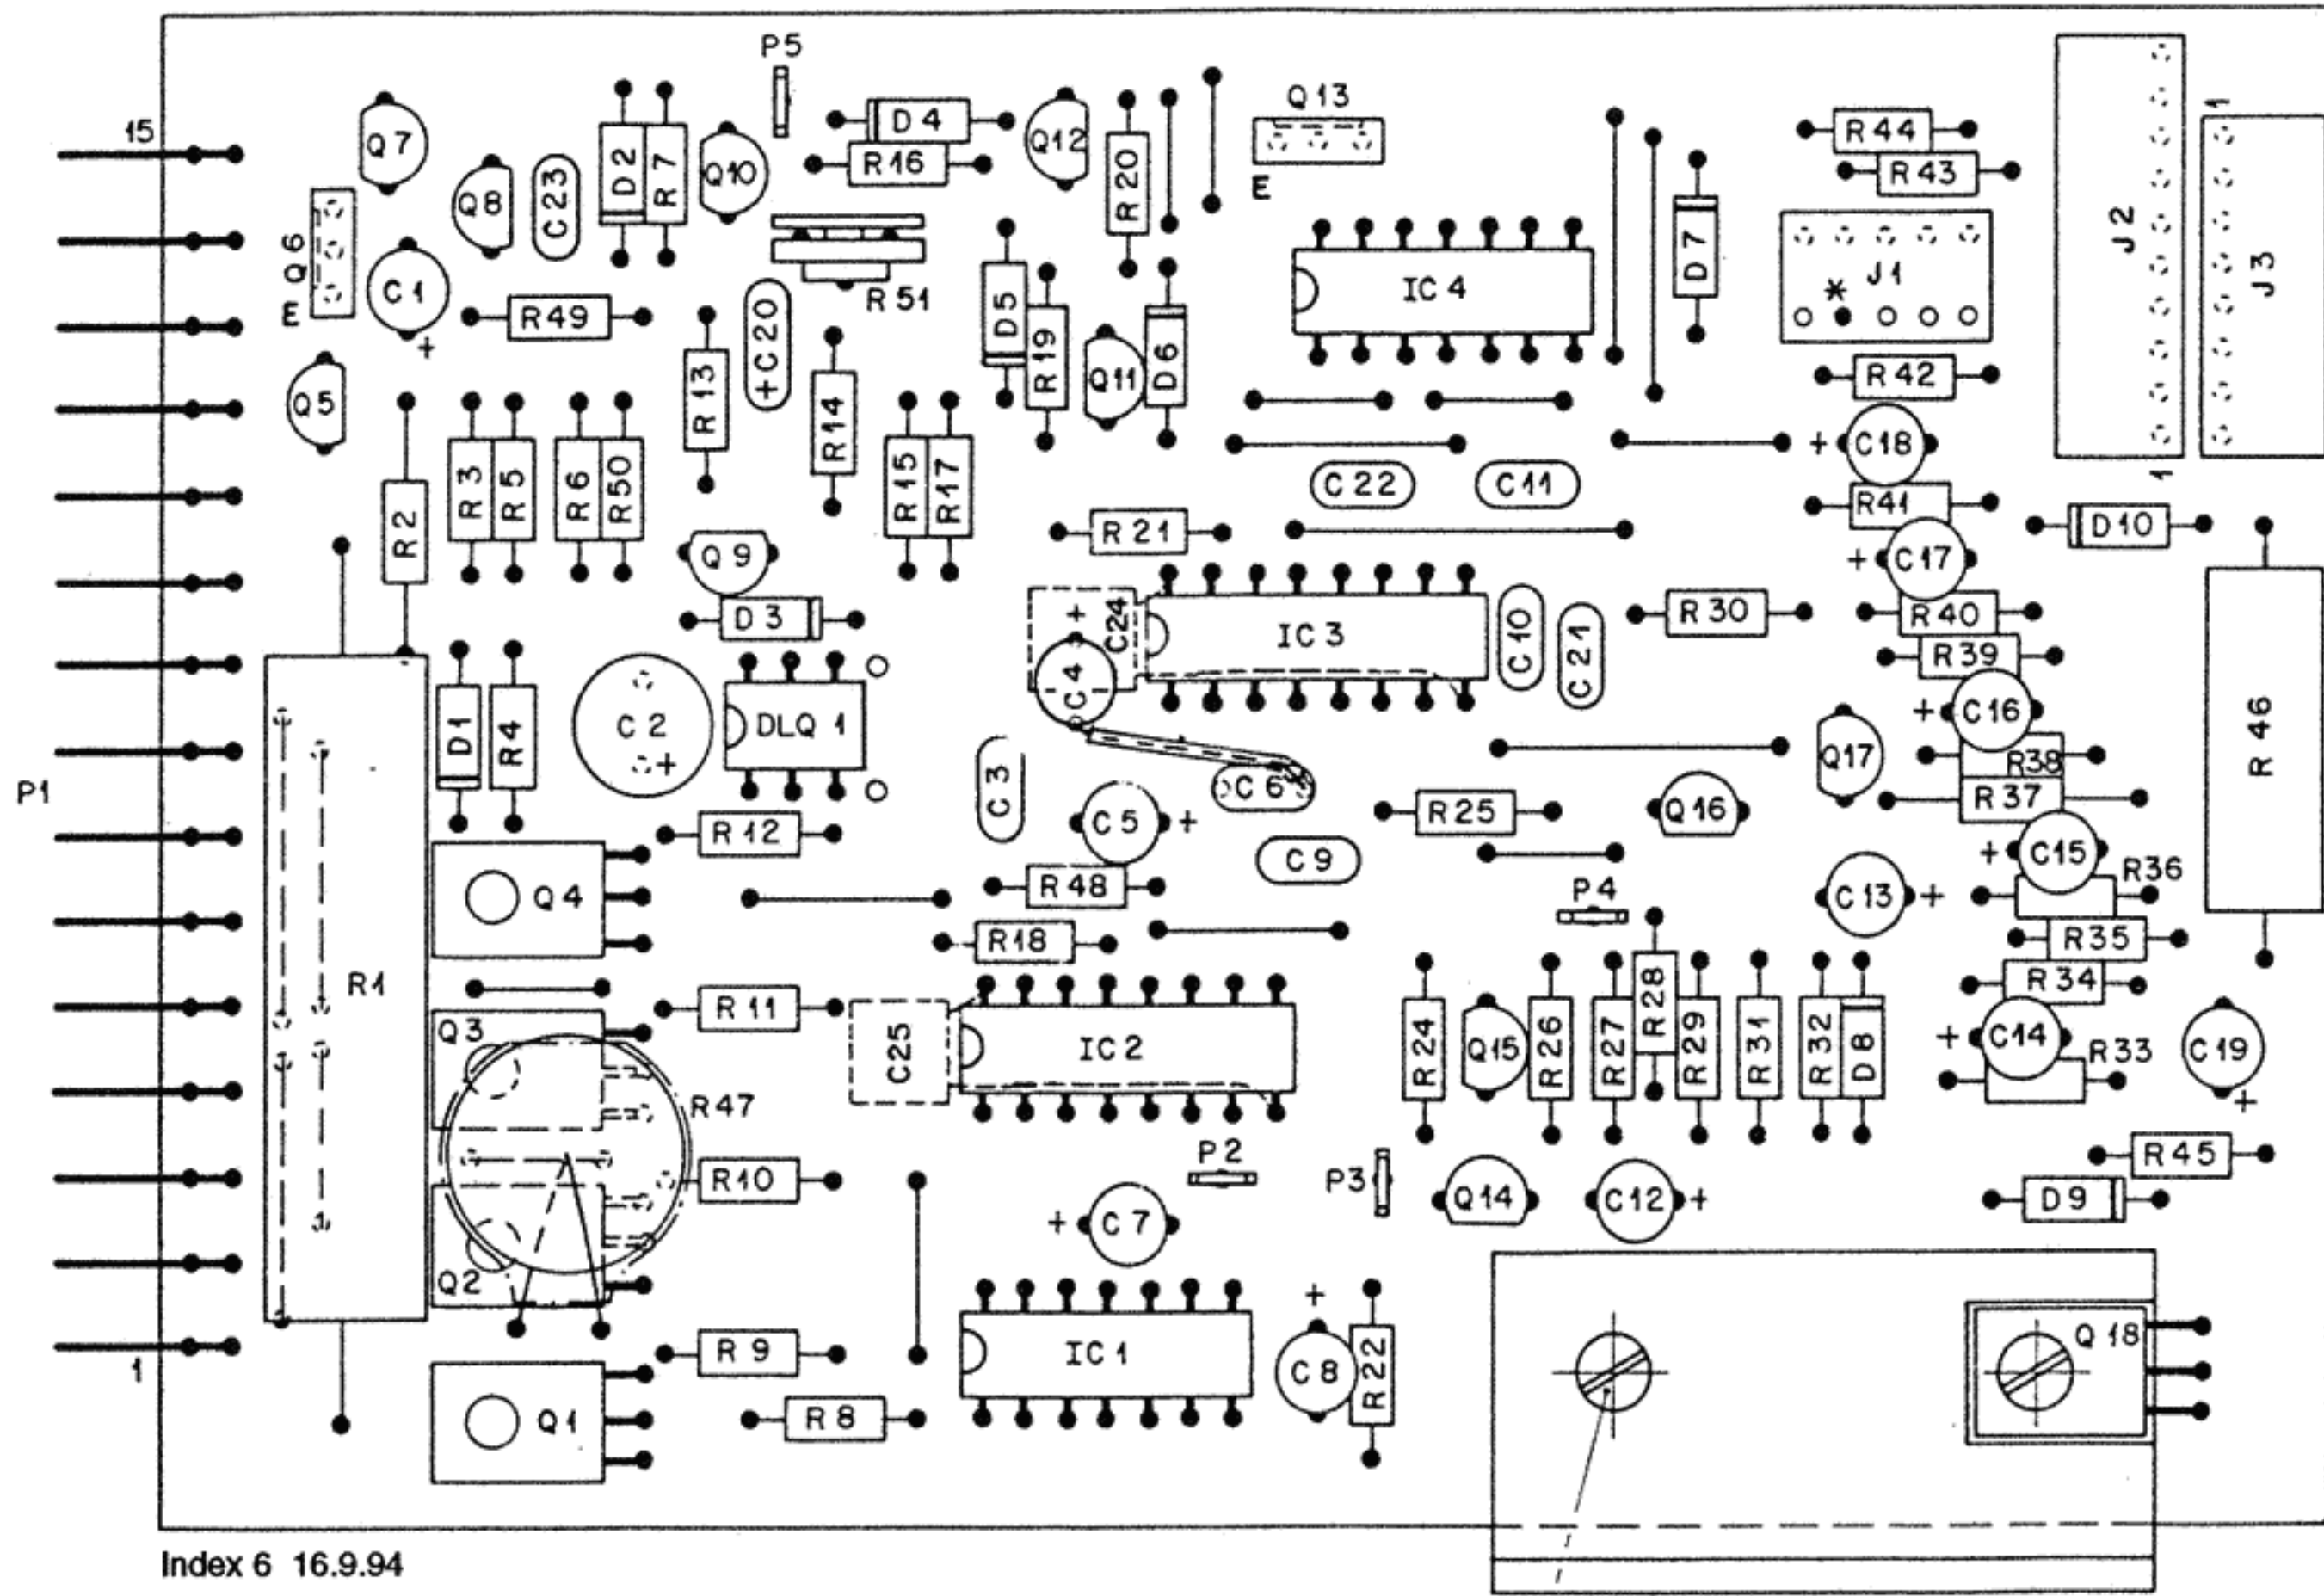 P5
15
Q7
D2
R7
Q10
D4
R16
Q12
R20
Q13
E
R44
R43
J2
1
J3
Q8
C23
Q6
E
C1
+
R49
R51
+C20
D5
R19
Q11
D6
IC4
D7
J1
*
R42
Q5
R13
R14
R2
R3
R5
R6
R50
R15
R17
C22
C11
+
C18
R41
1
D10
R21
Q9
D3
+
C24
C4
IC3
C10
C21
R30
+
C17
R40
R39
D1
R4
C2
+
DLQ1
C3
C6
C5
+
R25
Q16
Q17
+
C16
R38
R37
R46
P1
R12
C9
+
C15
R36
Q4
R48
R18
P4
C13
+
R35
R34
R1
R11
Q3
C25
IC2
R24
Q15
R26
R27
R28
R29
R31
R32
D8
+
C14
R33
C19
+
R47
R10
P2
P3
Q14
C12
+
R45
D9
+
C7
Q2
1
R9
IC1
+
C8
R22
Q18
Q1
R8
Index 6 16.9.94